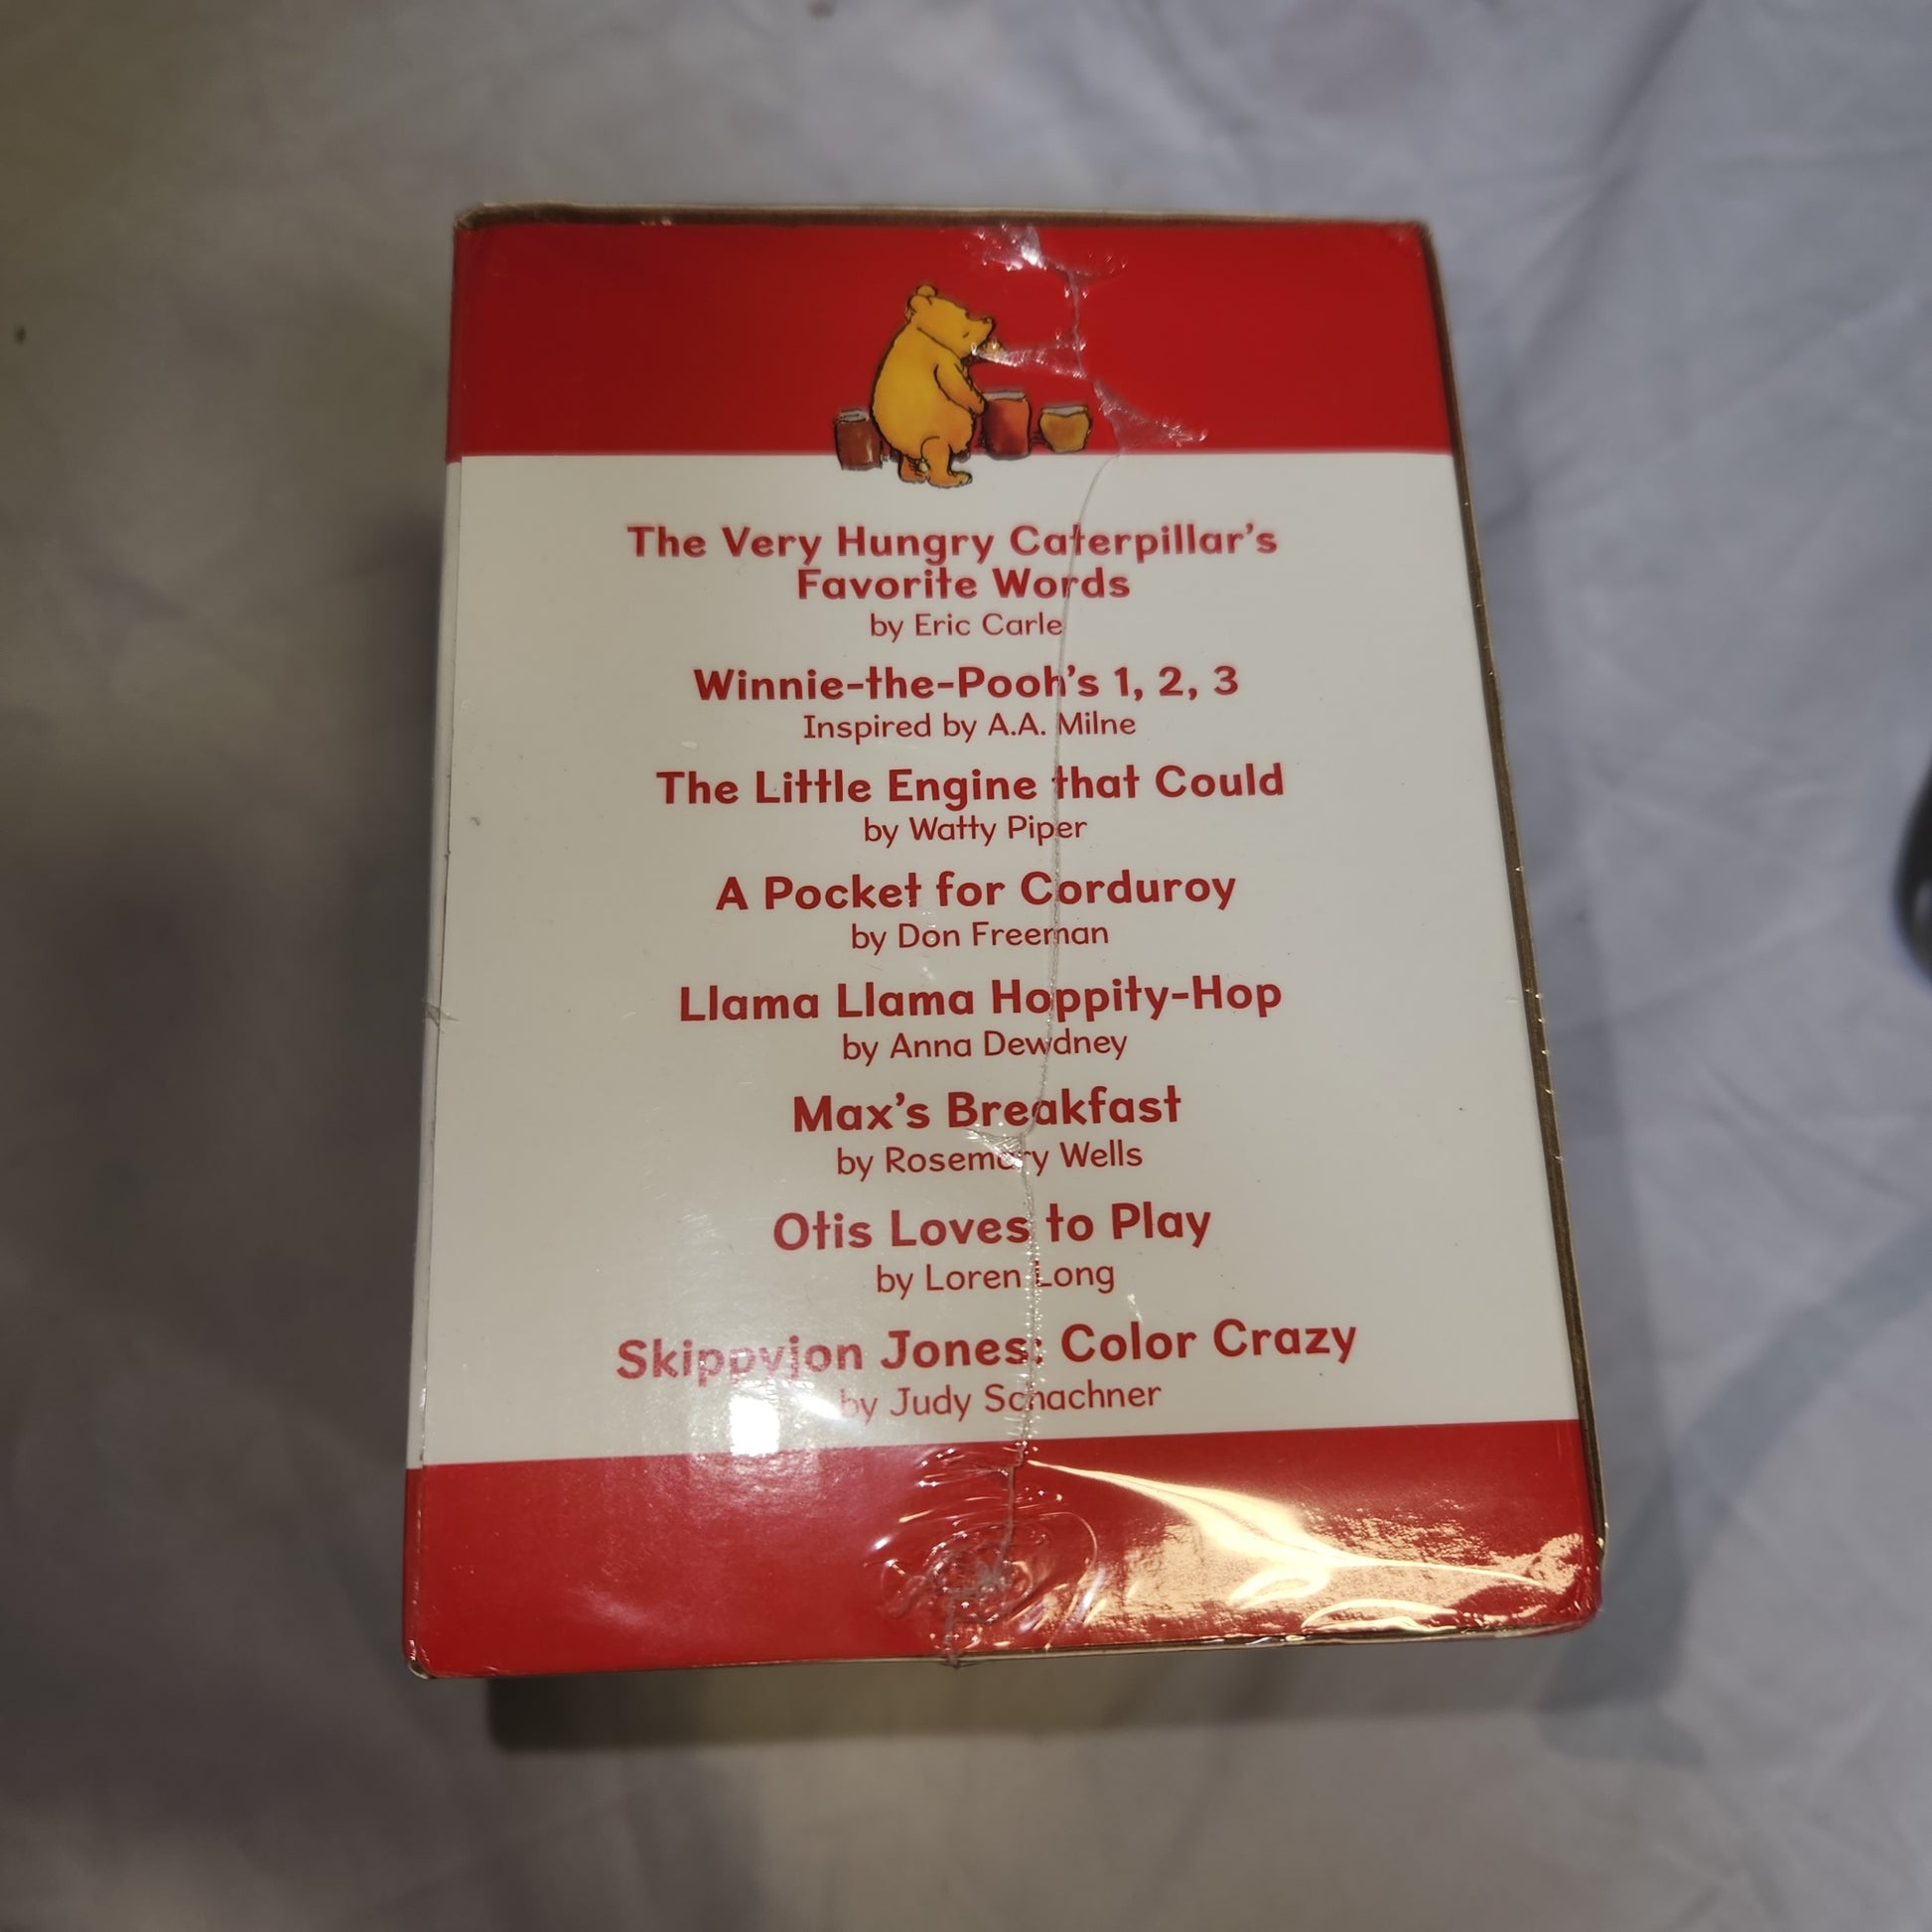 The Very Hungry Caterpillar's
Favorite Words
by Eric Carle
Winnie-the-Pooh's 1, 2, 3
Inspired by A.A. Milne
The Little Engine that Could
by Watty Piper
A Pocket for Corduroy
by Don Freeman
Llama Llama Hoppity-Hop
by Anna Dewdney
Max's Breakfast
by Rosemary Wells
Otis Loves to Play
by Loren Long
Skippyjon Jones: Color Crazy
by Judy Schachner